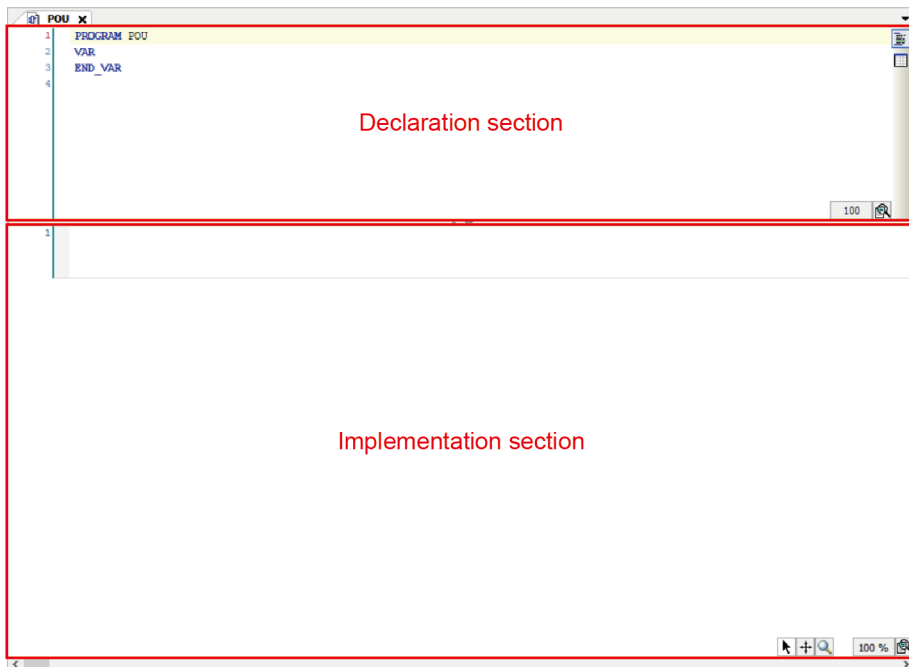 POU
1 PROGRAM POU
2 VAR
3 END_VAR
4
Declaration section
100
1
Implementation section
100 %